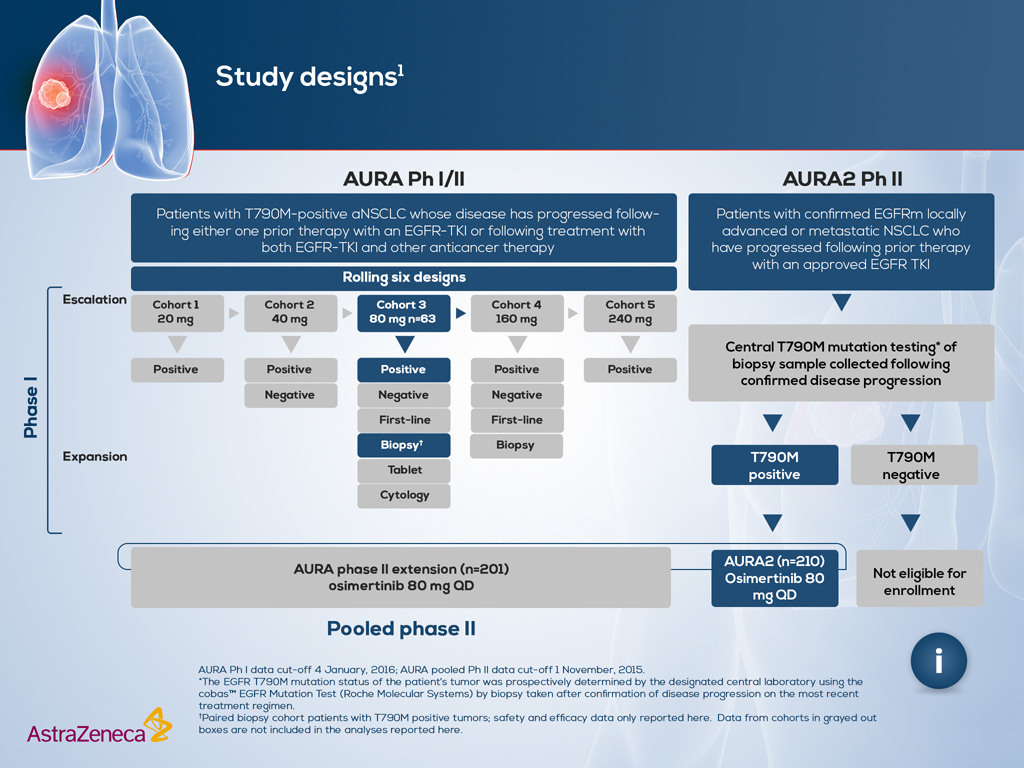 Study designs¹
AURA Ph I/II
Patients with T790M-positive aNSCLC whose disease has progressed follow-
ing either one prior therapy with an EGFR-TKI or following treatment with
both EGFR-TKI and other anticancer therapy
Rolling six designs
Phase I
Escalation
Cohort 1
20 mg
Cohort 2
40 mg
Cohort 3
80 mg n=63
Cohort 4
160 mg
Cohort 5
240 mg
Expansion
Positive
Positive
Negative
Positive
Negative
First-line
Biopsy†
Tablet
Cytology
Positive
Negative
First-line
Biopsy
Positive
AURA phase II extension (n=201)
osimertinib 80 mg QD
AURA2 Ph II
Patients with confirmed EGFRm locally
advanced or metastatic NSCLC who
have progressed following prior therapy
with an approved EGFR TKI
Central T790M mutation testing* of
biopsy sample collected following
confirmed disease progression
T790M
positive
T790M
negative
AURA2 (n=210)
Osimertinib 80
mg QD
Not eligible for
enrollment
Pooled phase II
i
AURA Ph I data cut-off 4 January, 2016; AURA pooled Ph II data cut-off 1 November, 2015.
*The EGFR T790M mutation status of the patient's tumor was prospectively determined by the designated central laboratory using the
cobas™ EGFR Mutation Test (Roche Molecular Systems) by biopsy taken after confirmation of disease progression on the most recent
treatment regimen.
†Paired biopsy cohort patients with T790M positive tumors; safety and efficacy data only reported here. Data from cohorts in grayed out
boxes are not included in the analyses reported here.
AstraZeneca